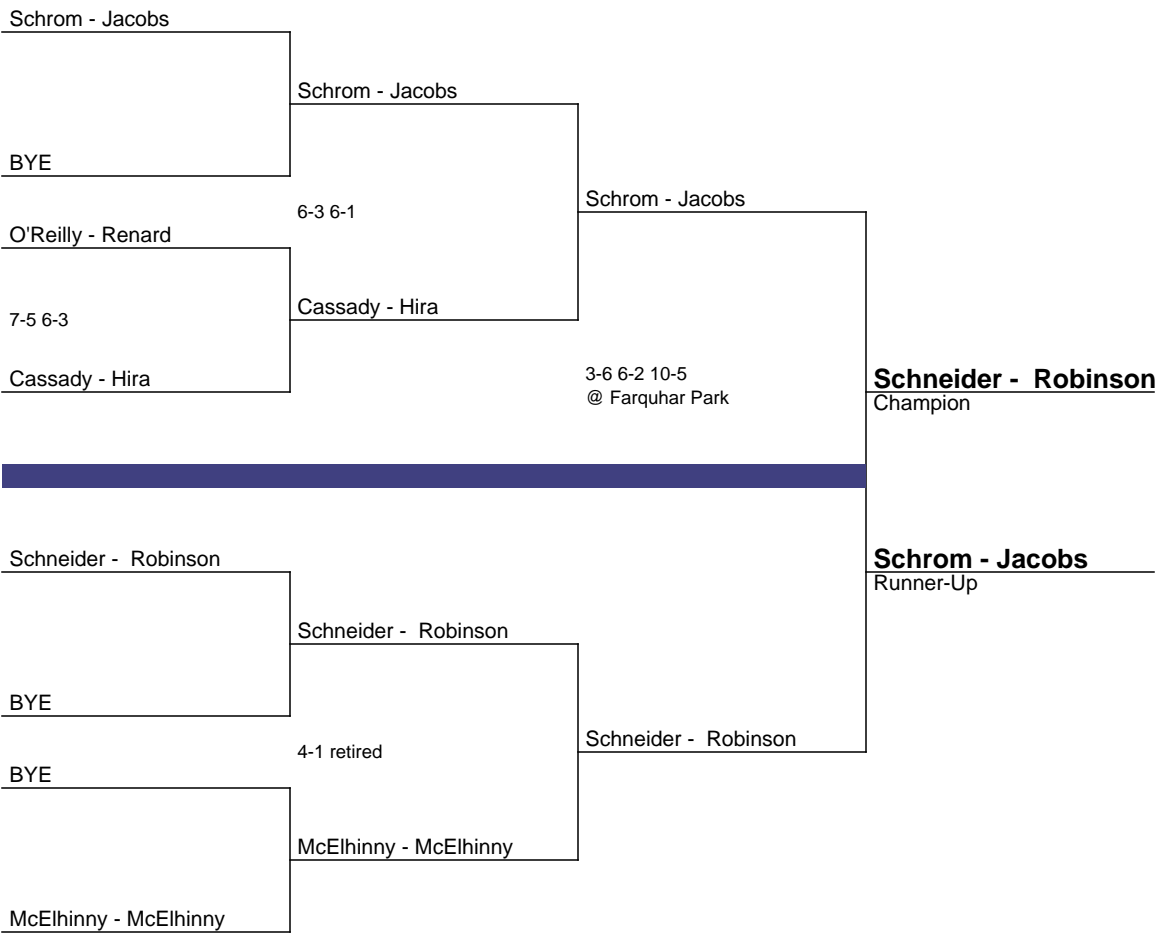 Schrom - Jacobs
Schrom - Jacobs
BYE
Schrom - Jacobs
6-3 6-1
O'Reilly - Renard
Cassady - Hira
7-5 6-3
Cassady - Hira
3-6 6-2 10-5
@ Farquhar Park
Schneider - Robinson
Champion
Schneider - Robinson
Schrom - Jacobs
Runner-Up
Schneider - Robinson
BYE
Schneider - Robinson
4-1 retired
BYE
McElhinny - McElhinny
McElhinny - McElhinny